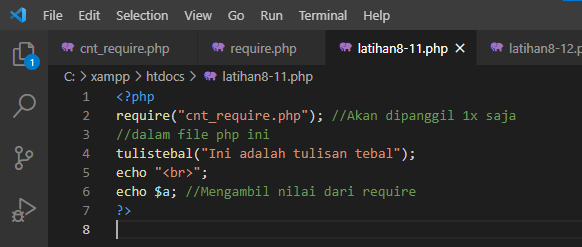 File Edit Selection View Go Run Terminal Help
cnt_require.php require.php latihan8-11.php latihan8-12.p
C: > xampp > htdocs > latihan8-11.php
1 <?php
2 require("cnt_require.php"); //Akan dipanggil 1x saja
3 //dalam file php ini
4 tulistebal("Ini adalah tulisan tebal");
5 echo "<br>";
6 echo $a; //Mengambil nilai dari require
7 ?>
8
1